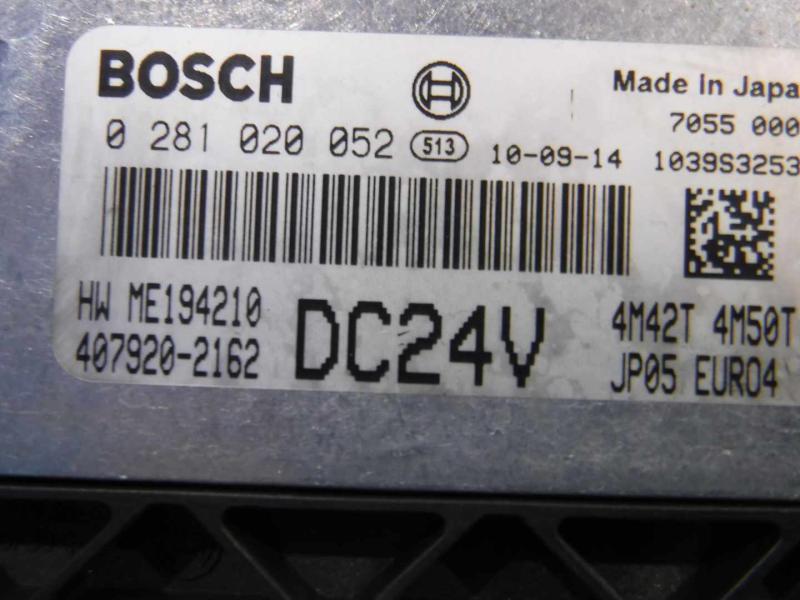 BOSCH
Made In Japa
7055 000
0 281 020 052 513 10-09-14 1039S3253
HW ME194210
DC24V
4M42T 4M50T
407920-2162
JP05 EURO4